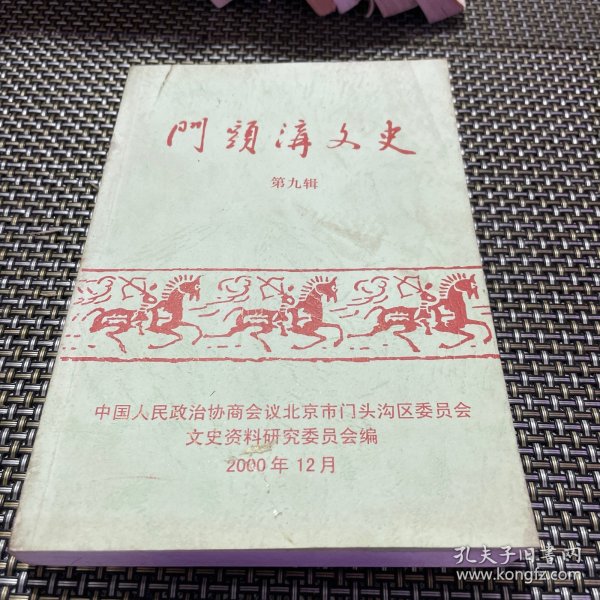 門頭溝文史
第九辑
中国人民政治协商会议北京市门头沟区委员会
文史资料研究委员会编
2000年12月
孔夫子旧书网
www.kongfz.com